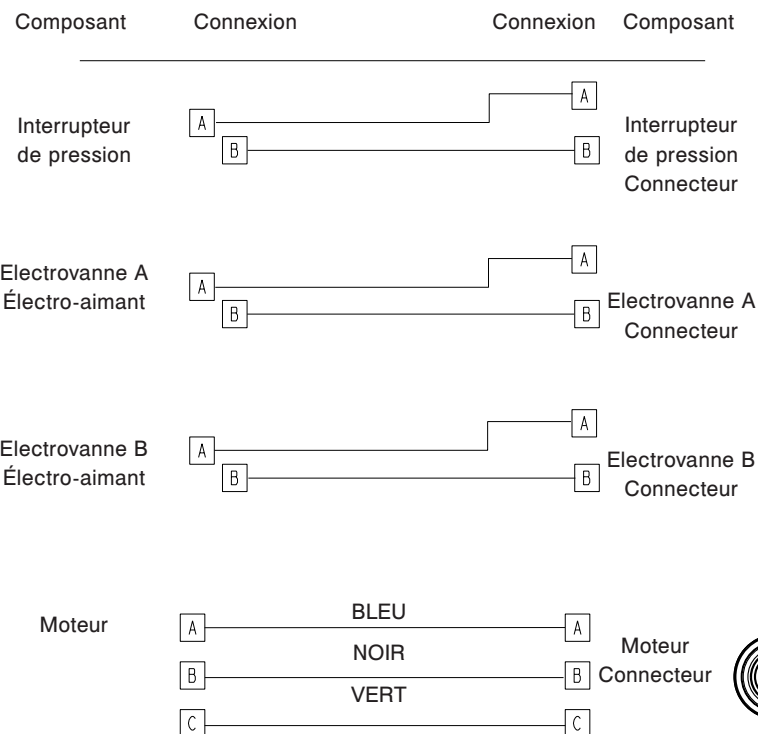 Composant Connexion Connexion Composant
A
Interrupteur
de pression
A
B
B
Interrupteur
de pression
Connecteur
A
Electrovanne A
Électro-aimant
A
B
B
Electrovanne A
Connecteur
A
Electrovanne B
Électro-aimant
A
B
B
Electrovanne B
Connecteur
Moteur
A
BLEU
A
B
NOIR
B
Moteur
Connecteur
C
VERT
C